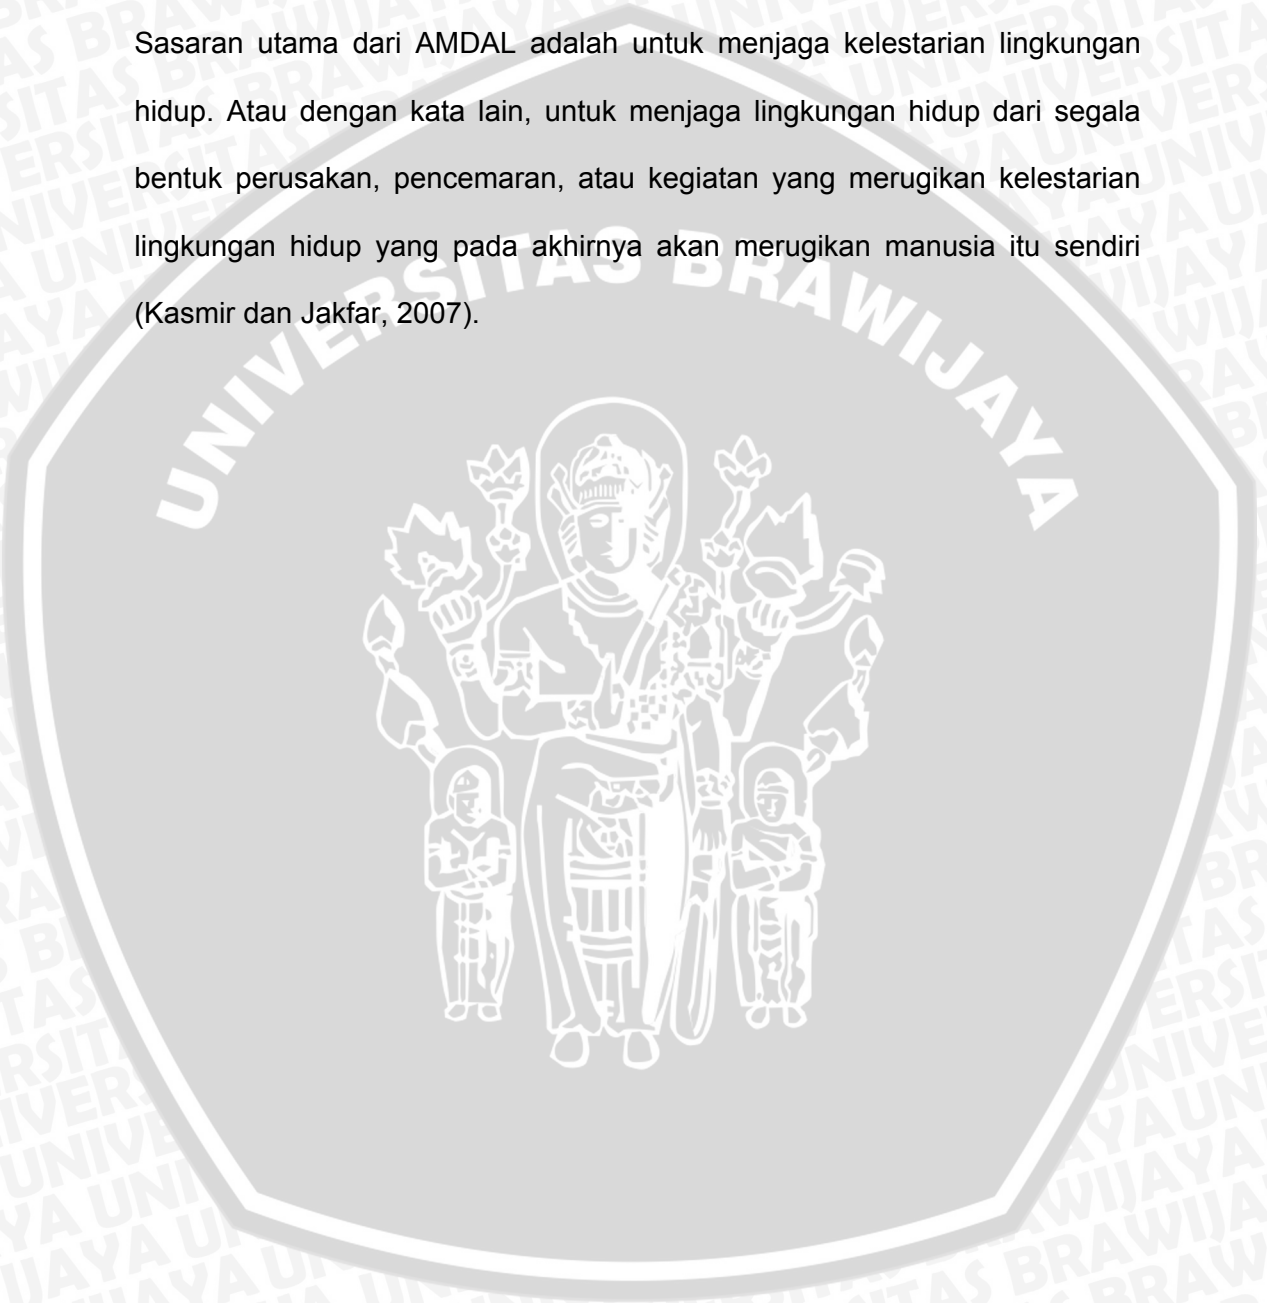 Sasaran utama dari AMDAL adalah untuk menjaga kelestarian lingkungan
hidup. Atau dengan kata lain, untuk menjaga lingkungan hidup dari segala
bentuk perusakan, pencemaran, atau kegiatan yang merugikan kelestarian
lingkungan hidup yang pada akhirnya akan merugikan manusia itu sendiri
(Kasmir dan Jakfar, 2007).
UNIVERSITAS BRAWIJAYA